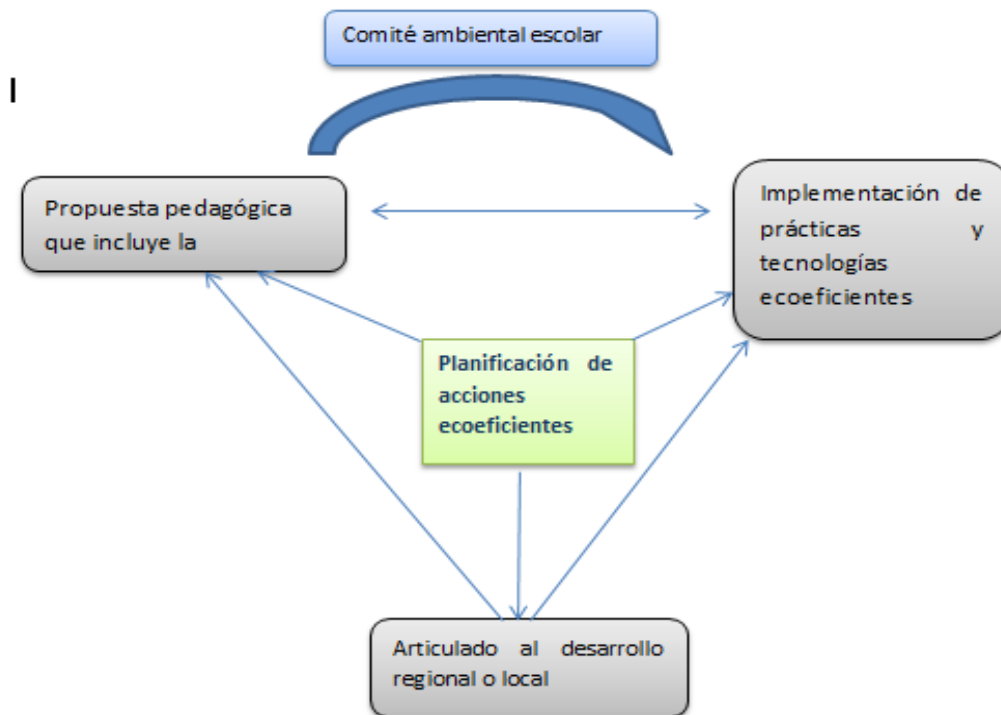 Comité ambiental escolar
I
Propuesta pedagógica
que incluye la
Implementación de
prácticas y
tecnologías
ecoeficientes
Planificación de
acciones
ecoeficientes
Articulado al desarrollo
regional o local